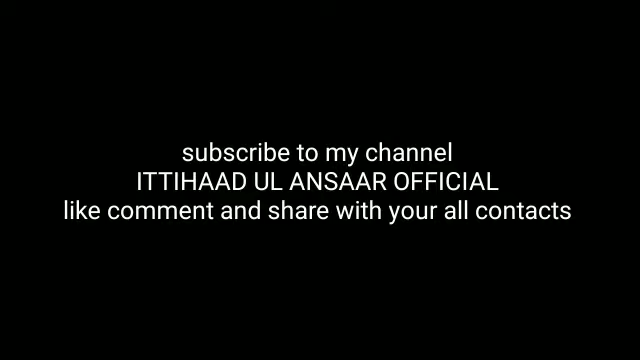 subscribe to my channel
ITTIHAAD UL ANSAAR OFFICIAL
like comment and share with your all contacts